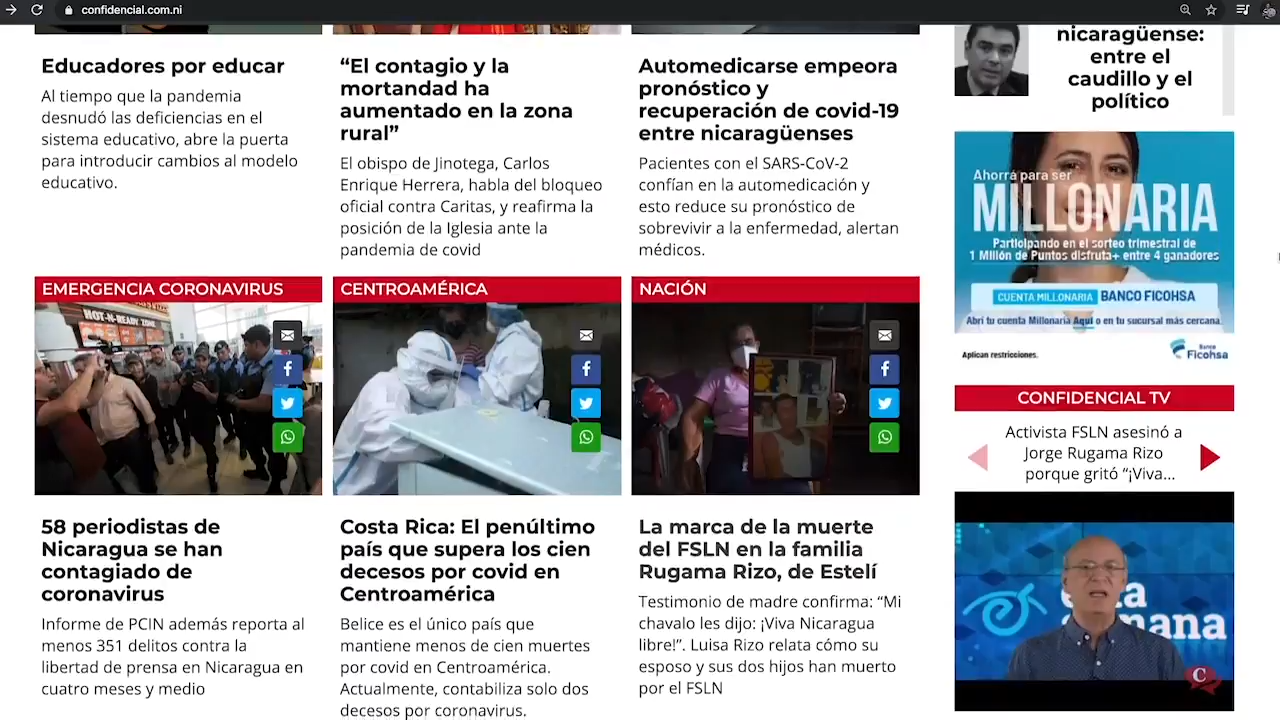 confidencial.com.ni
Educadores por educar
Al tiempo que la pandemia
desnudó las deficiencias en el
sistema educativo, abre la puerta
para introducir cambios al modelo
educativo.
“El contagio y la
mortandad ha
aumentado en la zona
rural”
El obispo de Jinotega, Carlos
Enrique Herrera, habla del bloqueo
oficial contra Caritas, y reafirma la
posición de la Iglesia ante la
pandemia de covid
Automedicarse empeora
pronóstico y
recuperación de covid-19
entre nicaragüenses
Pacientes con el SARS-CoV-2
confían en la automedicación y
esto reduce su pronóstico de
sobrevivir a la enfermedad, alertan
médicos.
nicaragüense:
entre el
caudillo y el
político
Ahorrá para ser
MILLONARIA
Participando en el sorteo trimestral de
1 Millón de Puntos disfruta+ entre 4 ganadores
CUENTA MILLONARIA BANCO FICOHSA
Abrí tu cuenta Millonaria Aquí o en tu sucursal más cercana.
Aplican restricciones.
Banco
Ficohsa
EMERGENCIA CORONAVIRUS
HOT-N-READY ZONE
58 periodistas de
Nicaragua se han
contagiado de
coronavirus
Informe de PCIN además reporta al
menos 351 delitos contra la
libertad de prensa en Nicaragua en
cuatro meses y medio
CENTROAMÉRICA
Costa Rica: El penúltimo
país que supera los cien
decesos por covid en
Centroamérica
Belice es el único país que
mantiene menos de cien muertes
por covid en Centroamérica.
Actualmente, contabiliza solo dos
decesos por coronavirus.
NACIÓN
La marca de la muerte
del FSLN en la familia
Rugama Rizo, de Estelí
Testimonio de madre confirma: “Mi
chavalo les dijo: ¡Viva Nicaragua
libre!”. Luisa Rizo relata cómo su
esposo y sus dos hijos han muerto
por el FSLN
CONFIDENCIAL TV
Activista FSLN asesinó a
Jorge Rugama Rizo
porque gritó “¡Viva...
C